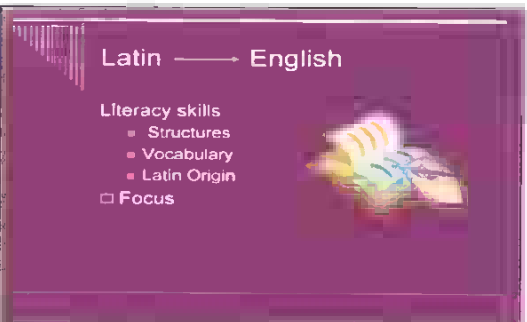 Latin → English
Literacy skills
Structures
Vocabulary
Latin Origin
Focus